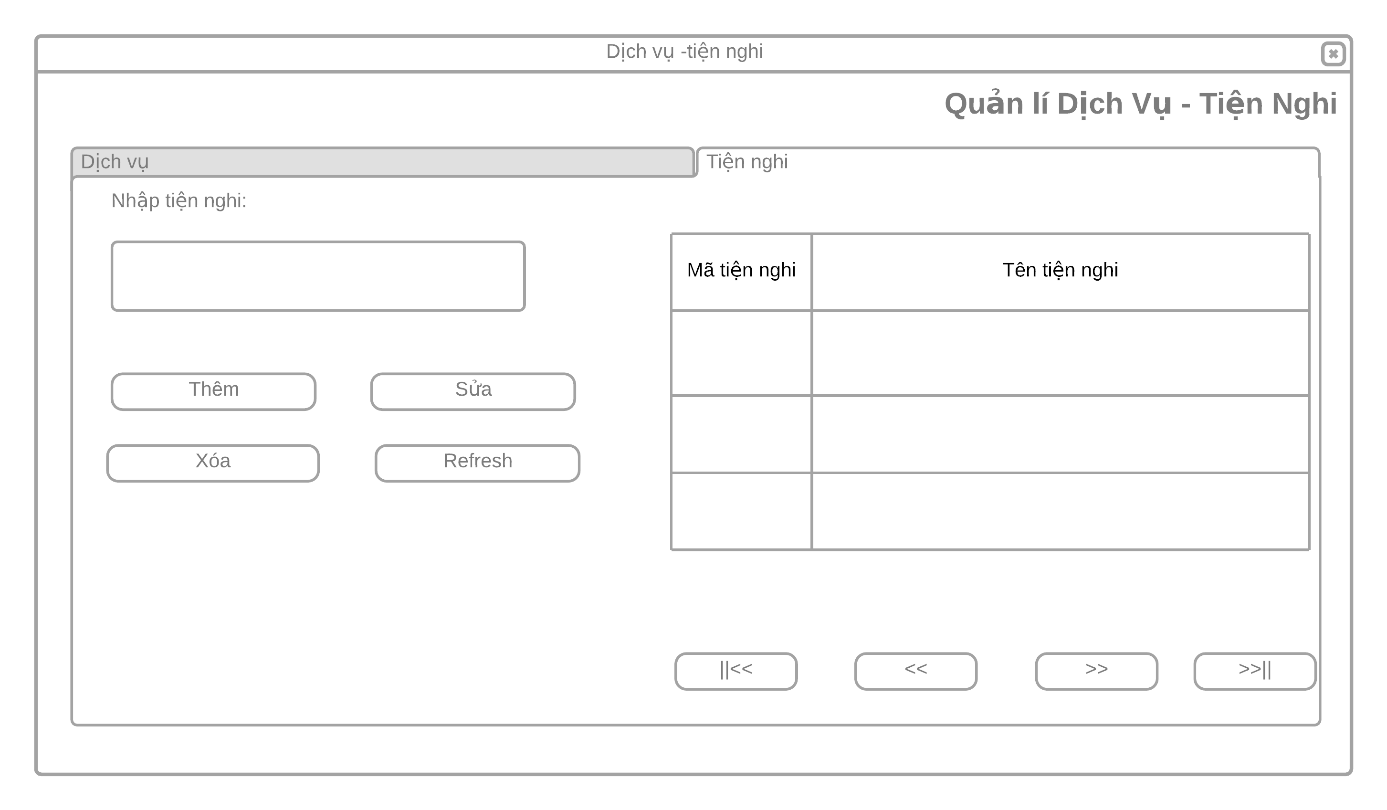 Dịch vụ -tiện nghi
Quản lí Dịch Vụ - Tiện Nghi
Dịch vụ
Tiện nghi
Nhập tiện nghi:
Mã tiện nghi
Tên tiện nghi
Thêm
Sửa
Xóa
Refresh
||<<
<<
>>
>>||